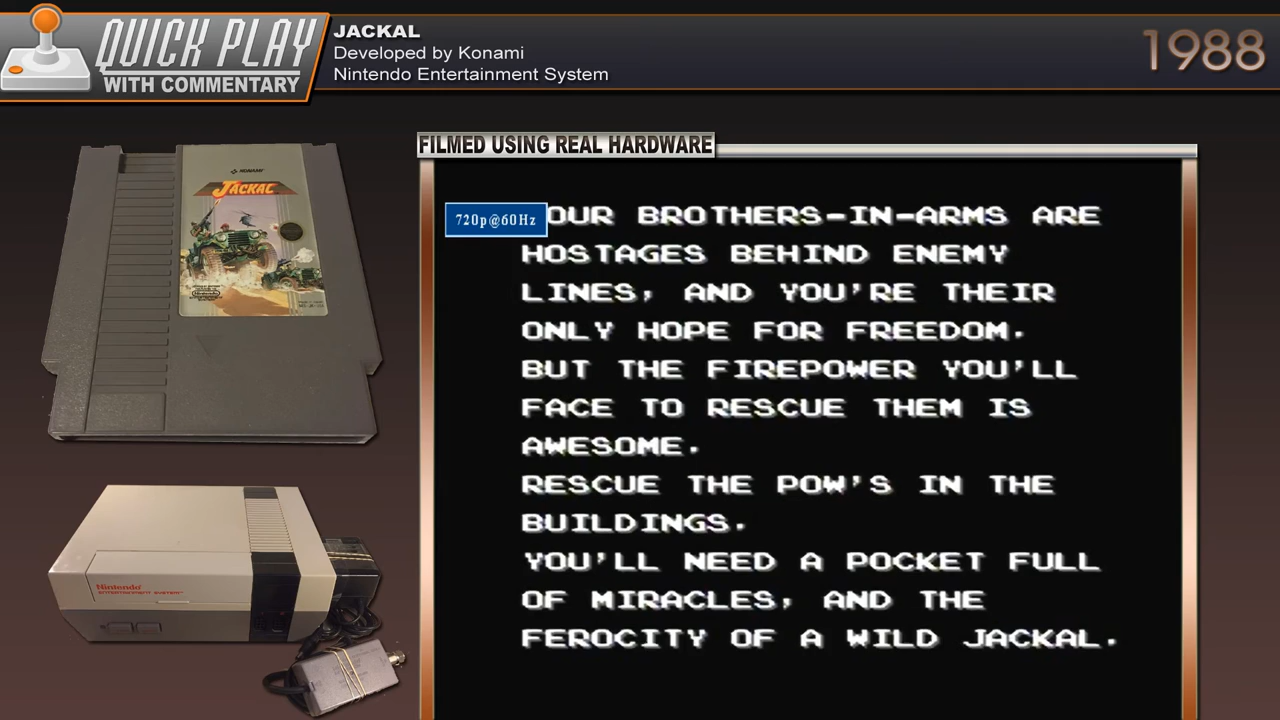 QUICK PLAY
WITH COMMENTARY
JACKAL
Developed by Konami
Nintendo Entertainment System
1988
FILMED USING REAL HARDWARE
720p@60Hz
OUR BROTHERS-IN-ARMS ARE
HOSTAGES BEHIND ENEMY
LINES, AND YOU'RE THEIR
ONLY HOPE FOR FREEDOM.
BUT THE FIREPOWER YOU'LL
FACE TO RESCUE THEM IS
AWESOME.
RESCUE THE POW'S IN THE
BUILDINGS.
YOU'LL NEED A POCKET FULL
OF MIRACLES, AND THE
FEROCITY OF A WILD JACKAL.
KONAMI
JACKAL
Nintendo
ENTERTAINMENT SYSTEM